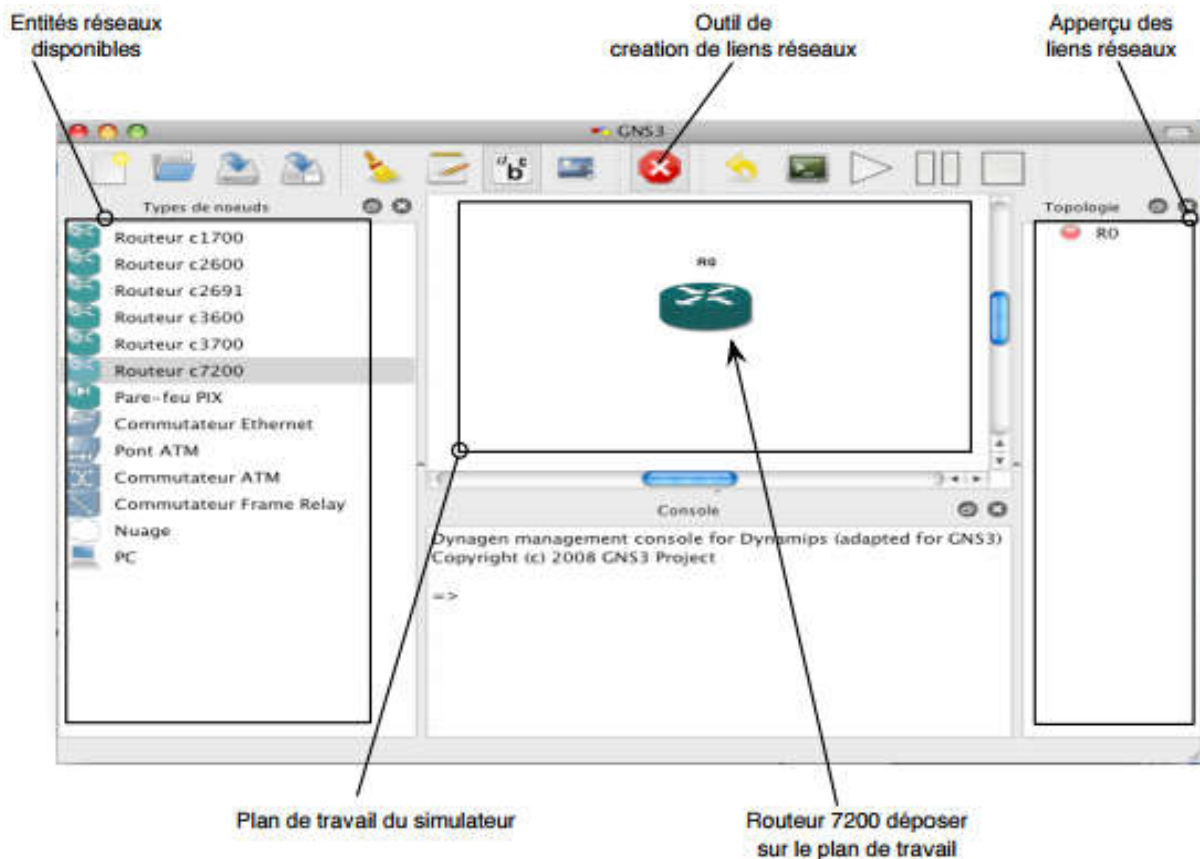 Entités réseaux
disponibles
Outil de
creation de liens réseaux
Apperçu des
liens réseaux
GNS3
Types de noeuds
Topologie
Routeur c1700
Routeur c2600
Routeur c2691
Routeur c3600
Routeur c3700
Routeur c7200
Pare-feu PIX
Commutateur Ethernet
Pont ATM
Commutateur ATM
Commutateur Frame Relay
Nuage
PC
R0
R0
Console
Dynagen management console for Dynamips (adapted for GNS3)
Copyright (c) 2008 GNS3 Project
=>
Plan de travail du simulateur
Routeur 7200 déposer
sur le plan de travail